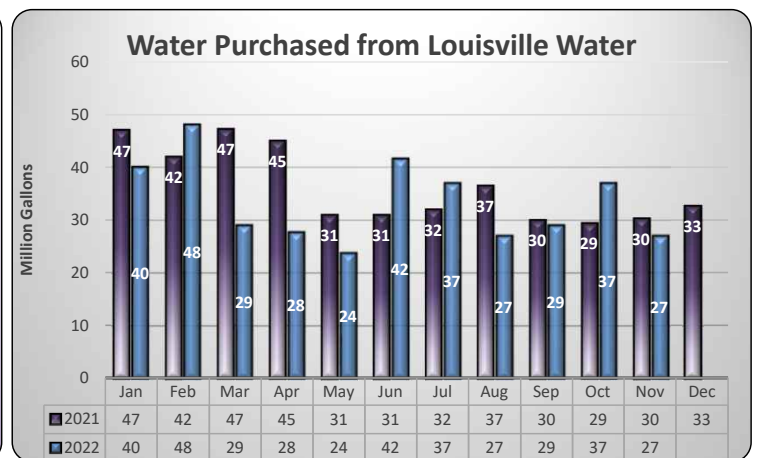 Water Purchased from Louisville Water
Million Gallons
60
50
40
30
20
10
0
47 42 47 45 31 31 32 37 30 29 30 33
40 48 29 28 24 42 37 27 29 37 27
Jan Feb Mar Apr May Jun Jul Aug Sep Oct Nov Dec
2021 47 42 47 45 31 31 32 37 30 29 30 33
2022 40 48 29 28 24 42 37 27 29 37 27